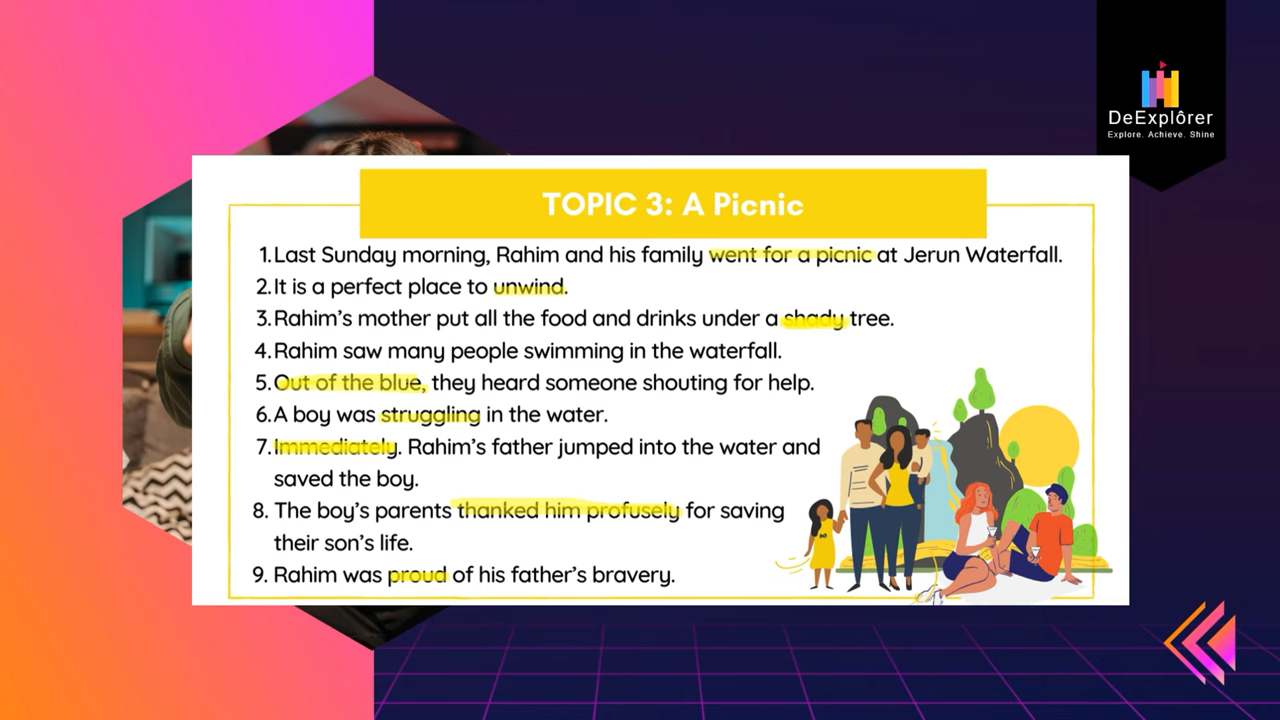 DeExplôrer
Explore. Achieve. Shine
TOPIC 3: A Picnic
1. Last Sunday morning, Rahim and his family went for a picnic at Jerun Waterfall.
2. It is a perfect place to unwind.
3. Rahim's mother put all the food and drinks under a shady tree.
4. Rahim saw many people swimming in the waterfall.
5. Out of the blue, they heard someone shouting for help.
6. A boy was struggling in the water.
7. Immediately. Rahim's father jumped into the water and
saved the boy.
8. The boy's parents thanked him profusely for saving
their son's life.
9. Rahim was proud of his father's bravery.